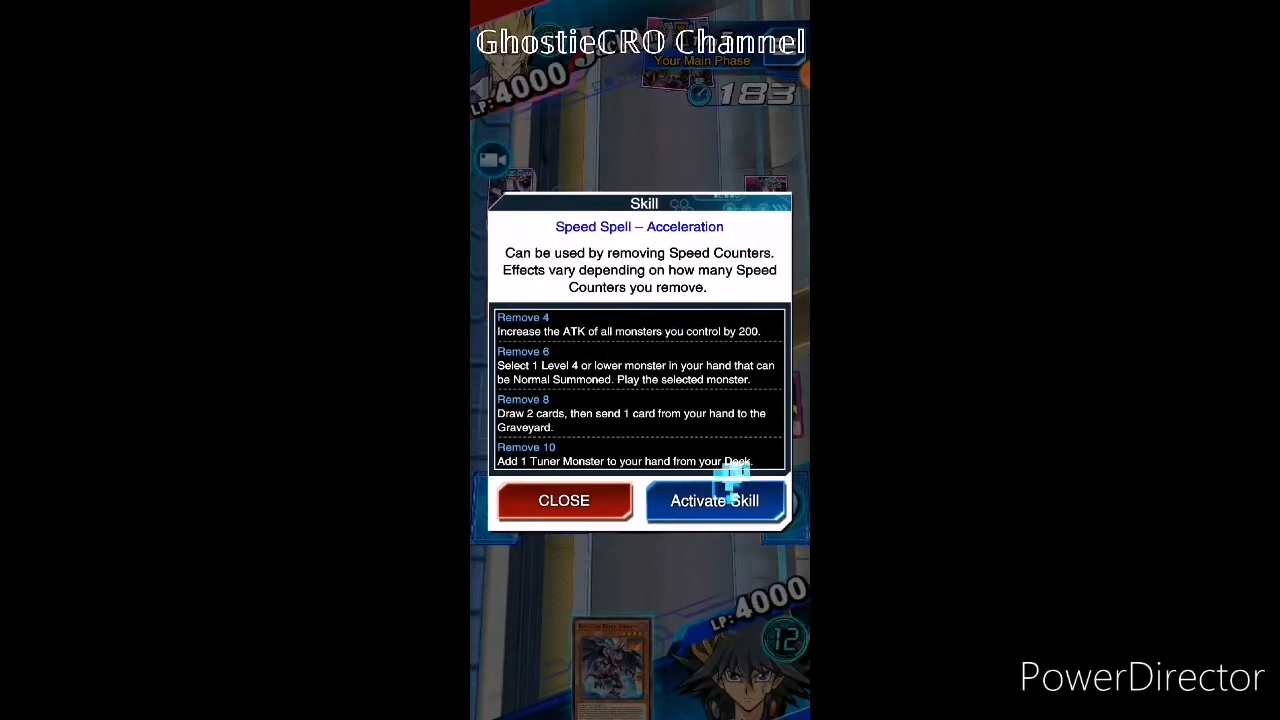 GhostieCRO Channel
Your Main Phase
LP:4000
183
Skill
Speed Spell – Acceleration
Can be used by removing Speed Counters.
Effects vary depending on how many Speed
Counters you remove.
Remove 4
Increase the ATK of all monsters you control by 200.
Remove 6
Select 1 Level 4 or lower monster in your hand that can
be Normal Summoned. Play the selected monster.
Remove 8
Draw 2 cards, then send 1 card from your hand to the
Graveyard.
Remove 10
Add 1 Tuner Monster to your hand from your Deck.
CLOSE
Activate Skill
LP:4000
12
PowerDirector